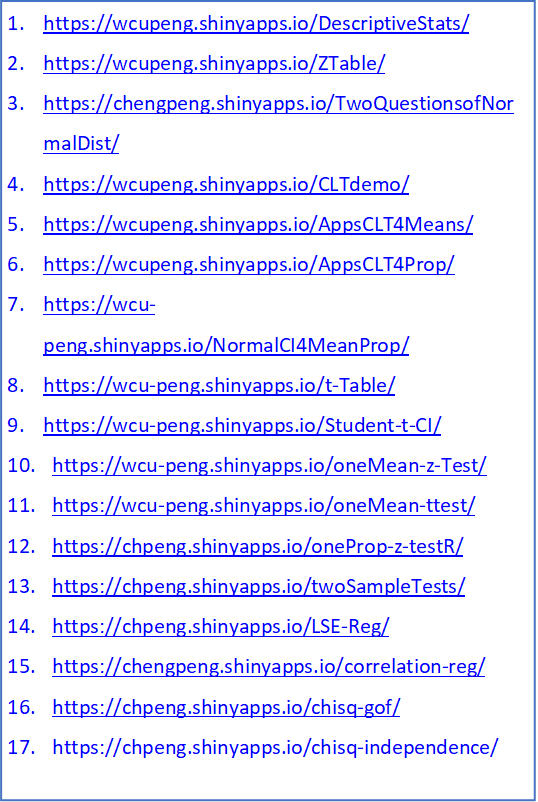 1. https://wcupeng.shinyapps.io/DescriptiveStats/
2. https://wcupeng.shinyapps.io/ZTable/
3. https://chengpeng.shinyapps.io/TwoQuestionsofNor
malDist/
4. https://wcupeng.shinyapps.io/CLTdemo/
5. https://wcupeng.shinyapps.io/AppsCLT4Means/
6. https://wcupeng.shinyapps.io/AppsCLT4Prop/
7. https://wcu-
peng.shinyapps.io/NormalCI4MeanProp/
8. https://wcu-peng.shinyapps.io/t-Table/
9. https://wcu-peng.shinyapps.io/Student-t-CI/
10. https://wcu-peng.shinyapps.io/oneMean-z-Test/
11. https://wcu-peng.shinyapps.io/oneMean-ttest/
12. https://chpeng.shinyapps.io/oneProp-z-testR/
13. https://chpeng.shinyapps.io/twoSampleTests/
14. https://chpeng.shinyapps.io/LSE-Reg/
15. https://chengpeng.shinyapps.io/correlation-reg/
16. https://chpeng.shinyapps.io/chisq-gof/
17. https://chpeng.shinyapps.io/chisq-independence/